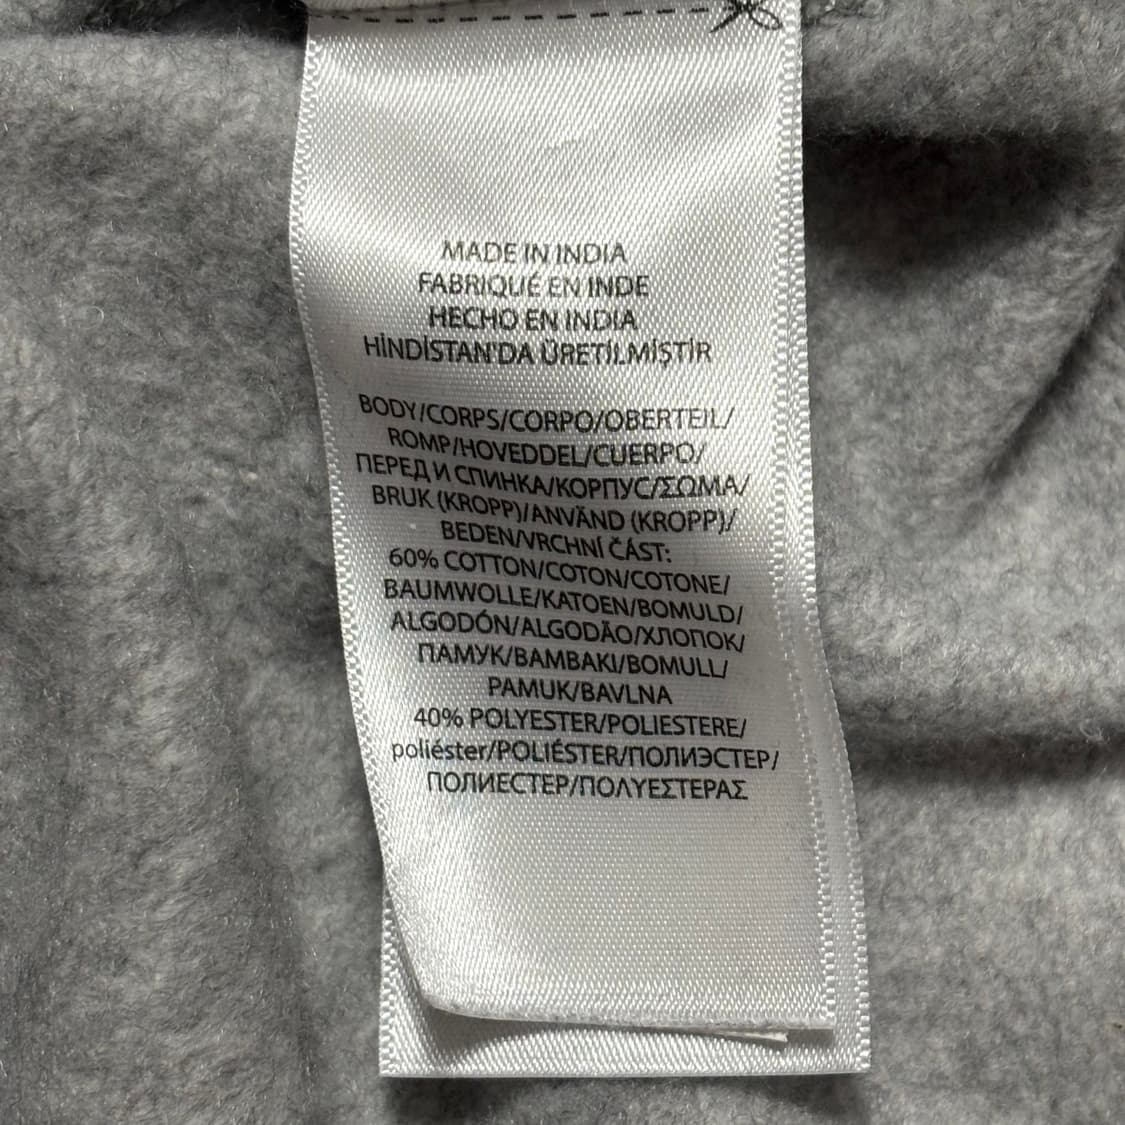 MADE IN INDIA
FABRIQUÉ EN INDE
HECHO EN INDIA
HİNDİSTAN'DA ÜRETİLMİŞTİR
BODY/CORPS/CORPO/OBERTEIL/
ROMP/HOVEDDEL/CUERPO/
ПЕРЕД И СПИНКА/КОРПУС/ΣΩΜΑ/
BRUK (KROPP)/ANVÄND (KROPP)/
BEDEN/VRCHNÍ ČÁST:
60% COTTON/COTON/COTONE/
BAUMWOLLE/KATOEN/BOMULD/
ALGODÓN/ALGODÃO/ХЛОПОК/
ПАМУК/BAMBAKI/BOMULL/
PAMUK/BAVLNA
40% POLYESTER/POLIESTERE/
poliéster/POLIÉSTER/ПОЛИЭСТЕР/
ПОЛИЕСТЕР/ΠΟΛΥΕΣΤΕΡΑΣ